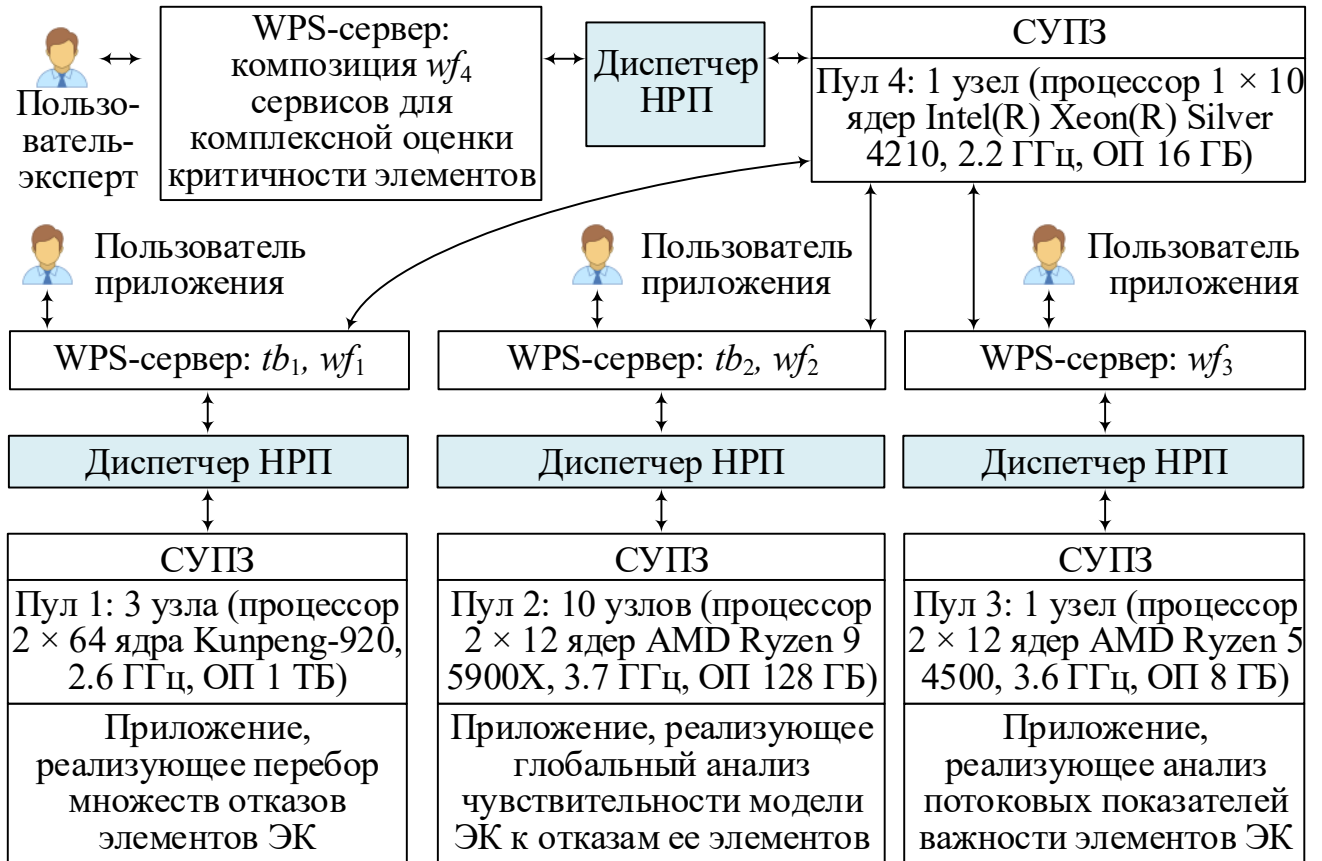 Пользо-
ватель-
эксперт
WPS-сервер:
композиция wf4
сервисов для
комплексной оценки
критичности элементов
Диспетчер
НРП
СУПЗ
Пул 4: 1 узел (процессор 1 × 10
ядер Intel(R) Xeon(R) Silver
4210, 2.2 ГГц, ОП 16 ГБ)
Пользователь
приложения
Пользователь
приложения
Пользователь
приложения
WPS-сервер: tb1, wf1
WPS-сервер: tb2, wf2
WPS-сервер: wf3
Диспетчер НРП
Диспетчер НРП
Диспетчер НРП
СУПЗ
Пул 1: 3 узла (процессор
2 × 64 ядра Kunpeng-920,
2.6 ГГц, ОП 1 ТБ)
Приложение,
реализующее перебор
множеств отказов
элементов ЭК
СУПЗ
Пул 2: 10 узлов (процессор
2 × 12 ядер AMD Ryzen 9
5900X, 3.7 ГГц, ОП 128 ГБ)
Приложение, реализующее
глобальный анализ
чувствительности модели
ЭК к отказам ее элементов
СУПЗ
Пул 3: 1 узел (процессор
2 × 12 ядер AMD Ryzen 5
4500, 3.6 ГГц, ОП 8 ГБ)
Приложение,
реализующее анализ
потоковых показателей
важности элементов ЭК